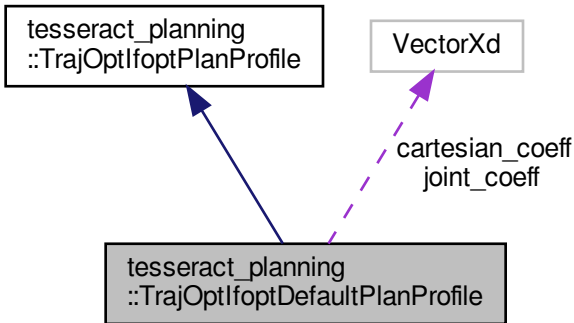 tesseract_planning
::TrajOptIfoptPlanProfile
VectorXd
cartesian_coeff
joint_coeff
tesseract_planning
::TrajOptIfoptDefaultPlanProfile